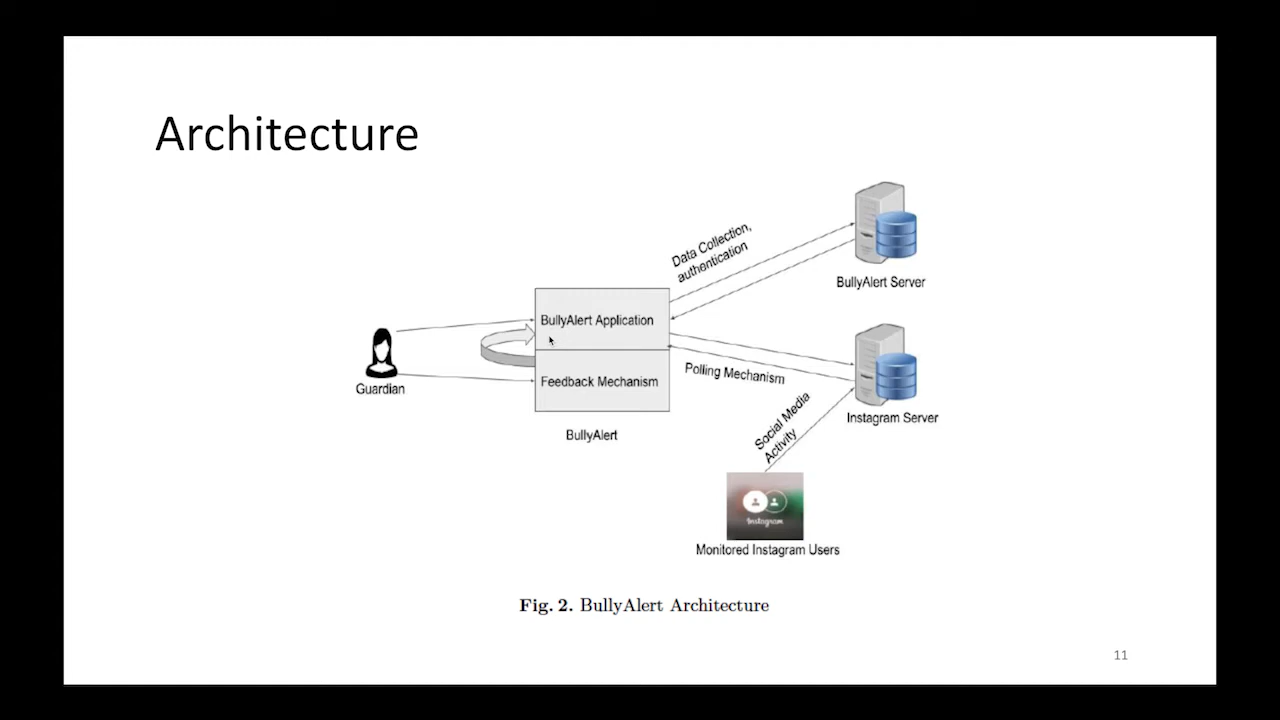 Architecture
Data Collection,
authentication
BullyAlert Server
BullyAlert Application
Guardian
Feedback Mechanism
Polling Mechanism
BullyAlert
Instagram Server
Social Media
Activity
Instagram
Monitored Instagram Users
Fig. 2. BullyAlert Architecture
11